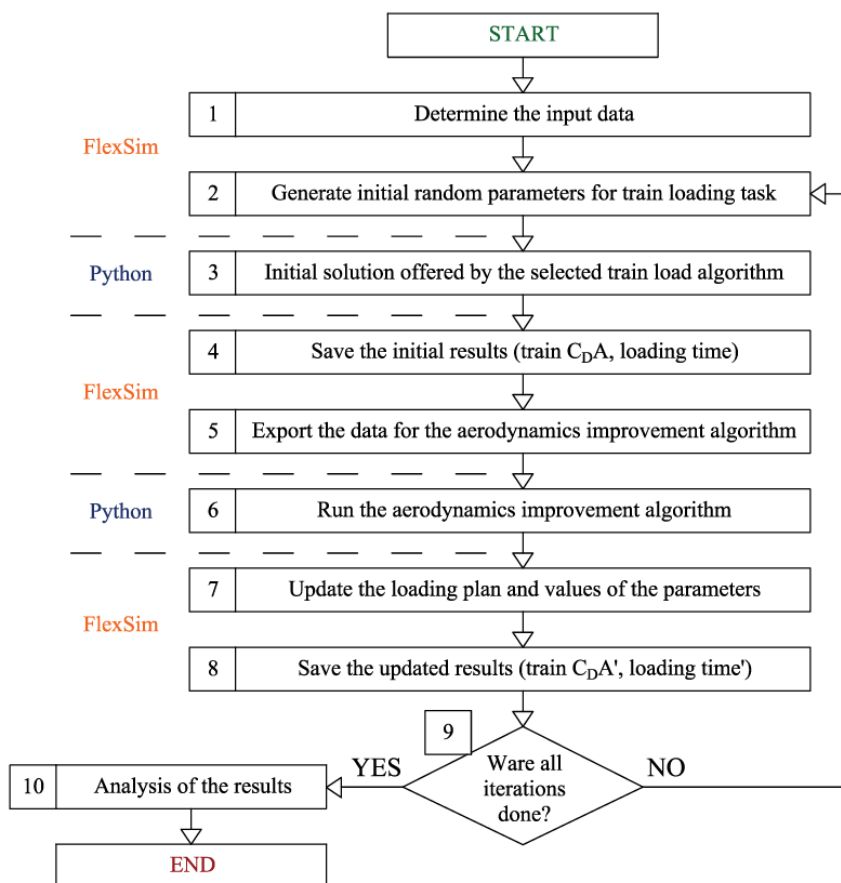 START
1 Determine the input data
FlexSim
2 Generate initial random parameters for train loading task
Python
3 Initial solution offered by the selected train load algorithm
4 Save the initial results (train C_DA, loading time)
FlexSim
5 Export the data for the aerodynamics improvement algorithm
Python
6 Run the aerodynamics improvement algorithm
7 Update the loading plan and values of the parameters
FlexSim
8 Save the updated results (train C_DA', loading time')
9
Ware all
iterations
done?
YES
NO
10 Analysis of the results
END